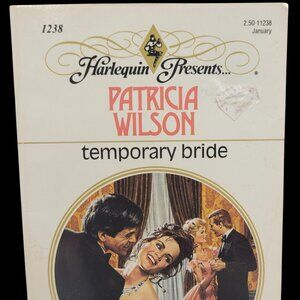 1238
2.50 11238
January
Harlequin Presents...
PATRICIA
WILSON
temporary bride